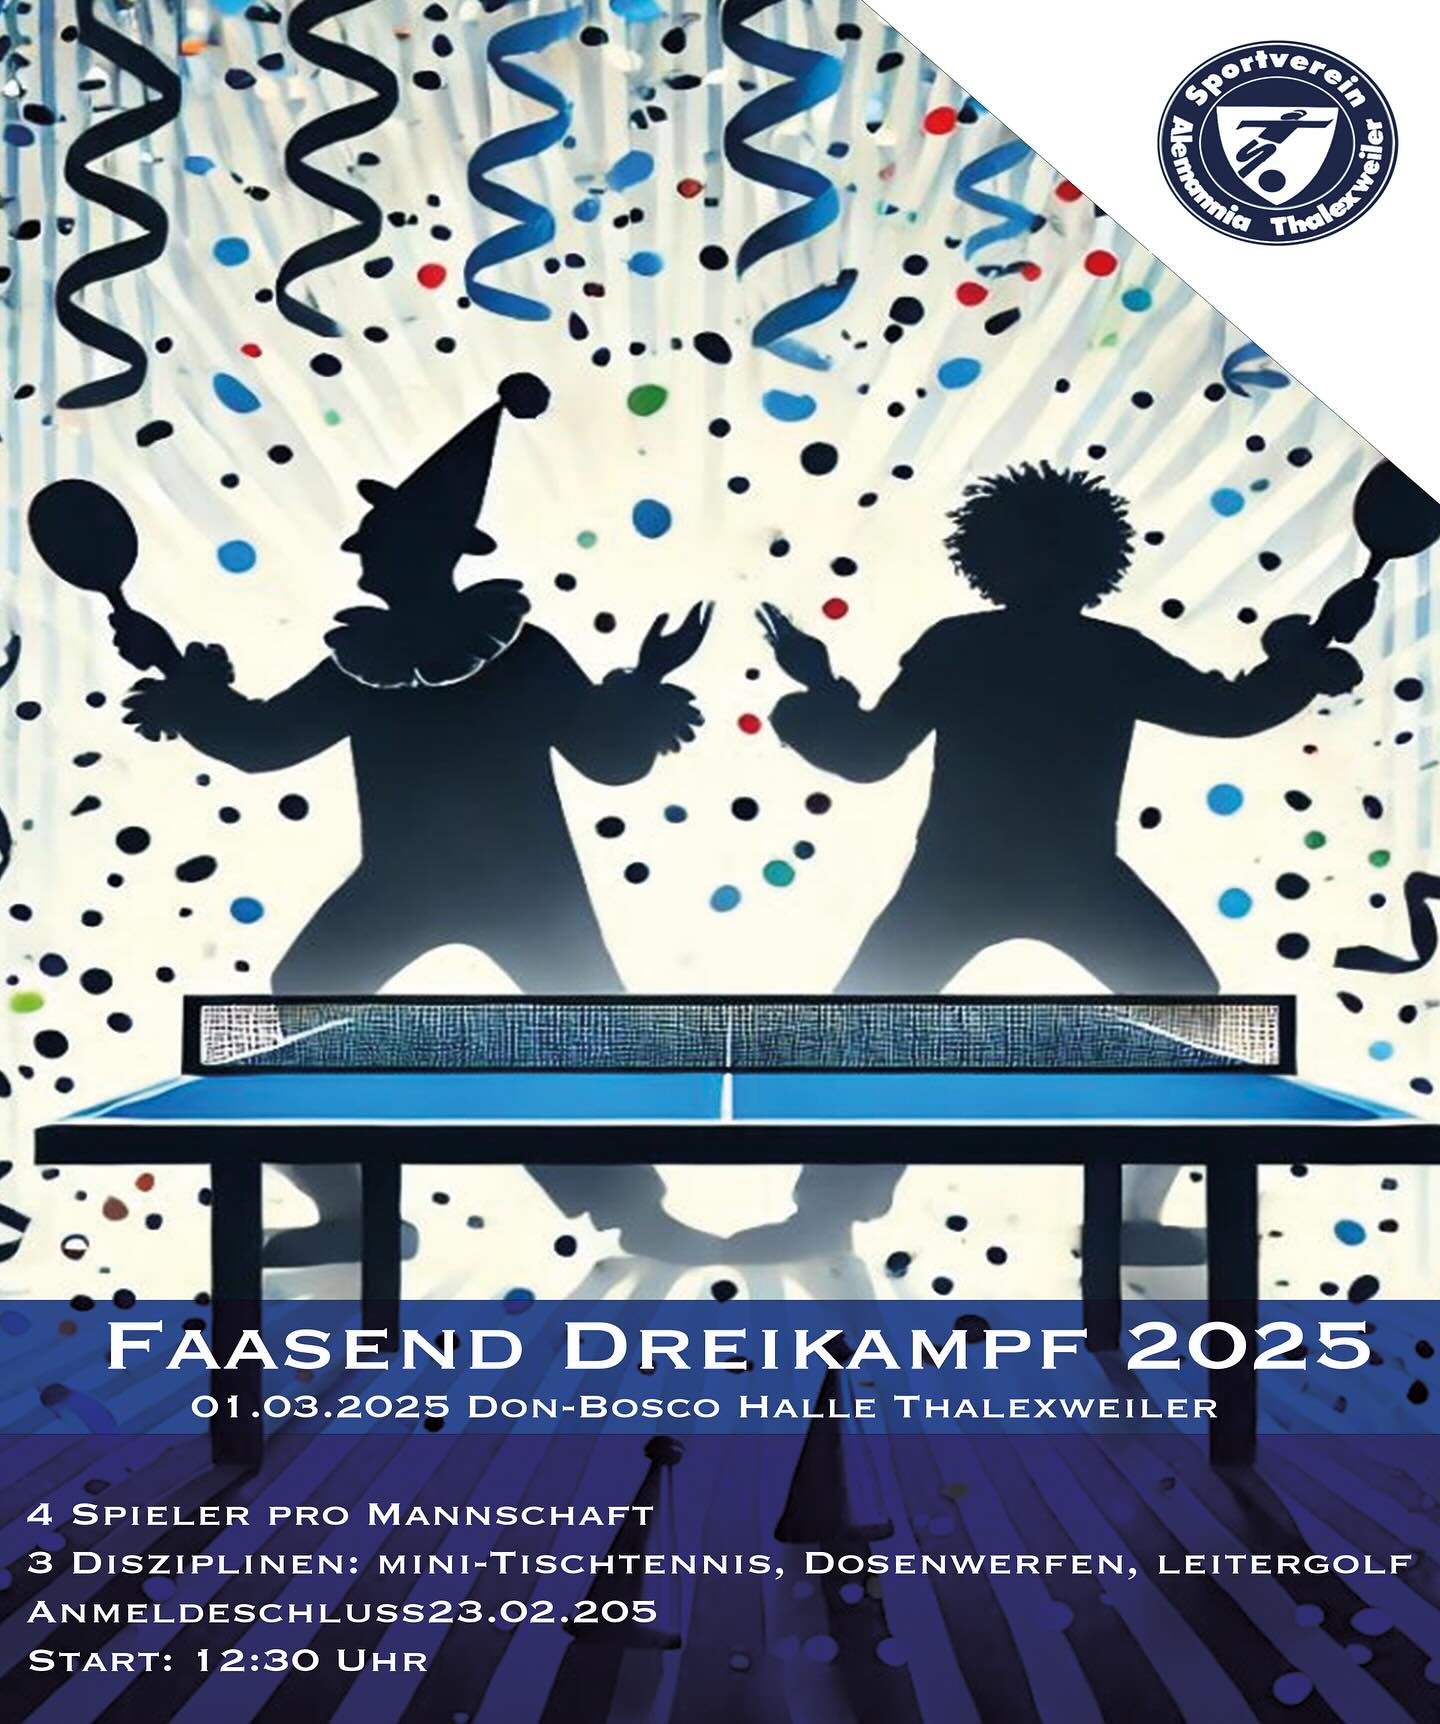 Sportverein
Alemannia Thalexweiler
Faasend Dreikampf 2025
01.03.2025 Don-Bosco Halle Thalexweiler
4 Spieler pro Mannschaft
3 Disziplinen: mini-Tischtennis, Dosenwerfen, leitergolf
Anmeldeschluss23.02.205
Start: 12:30 Uhr